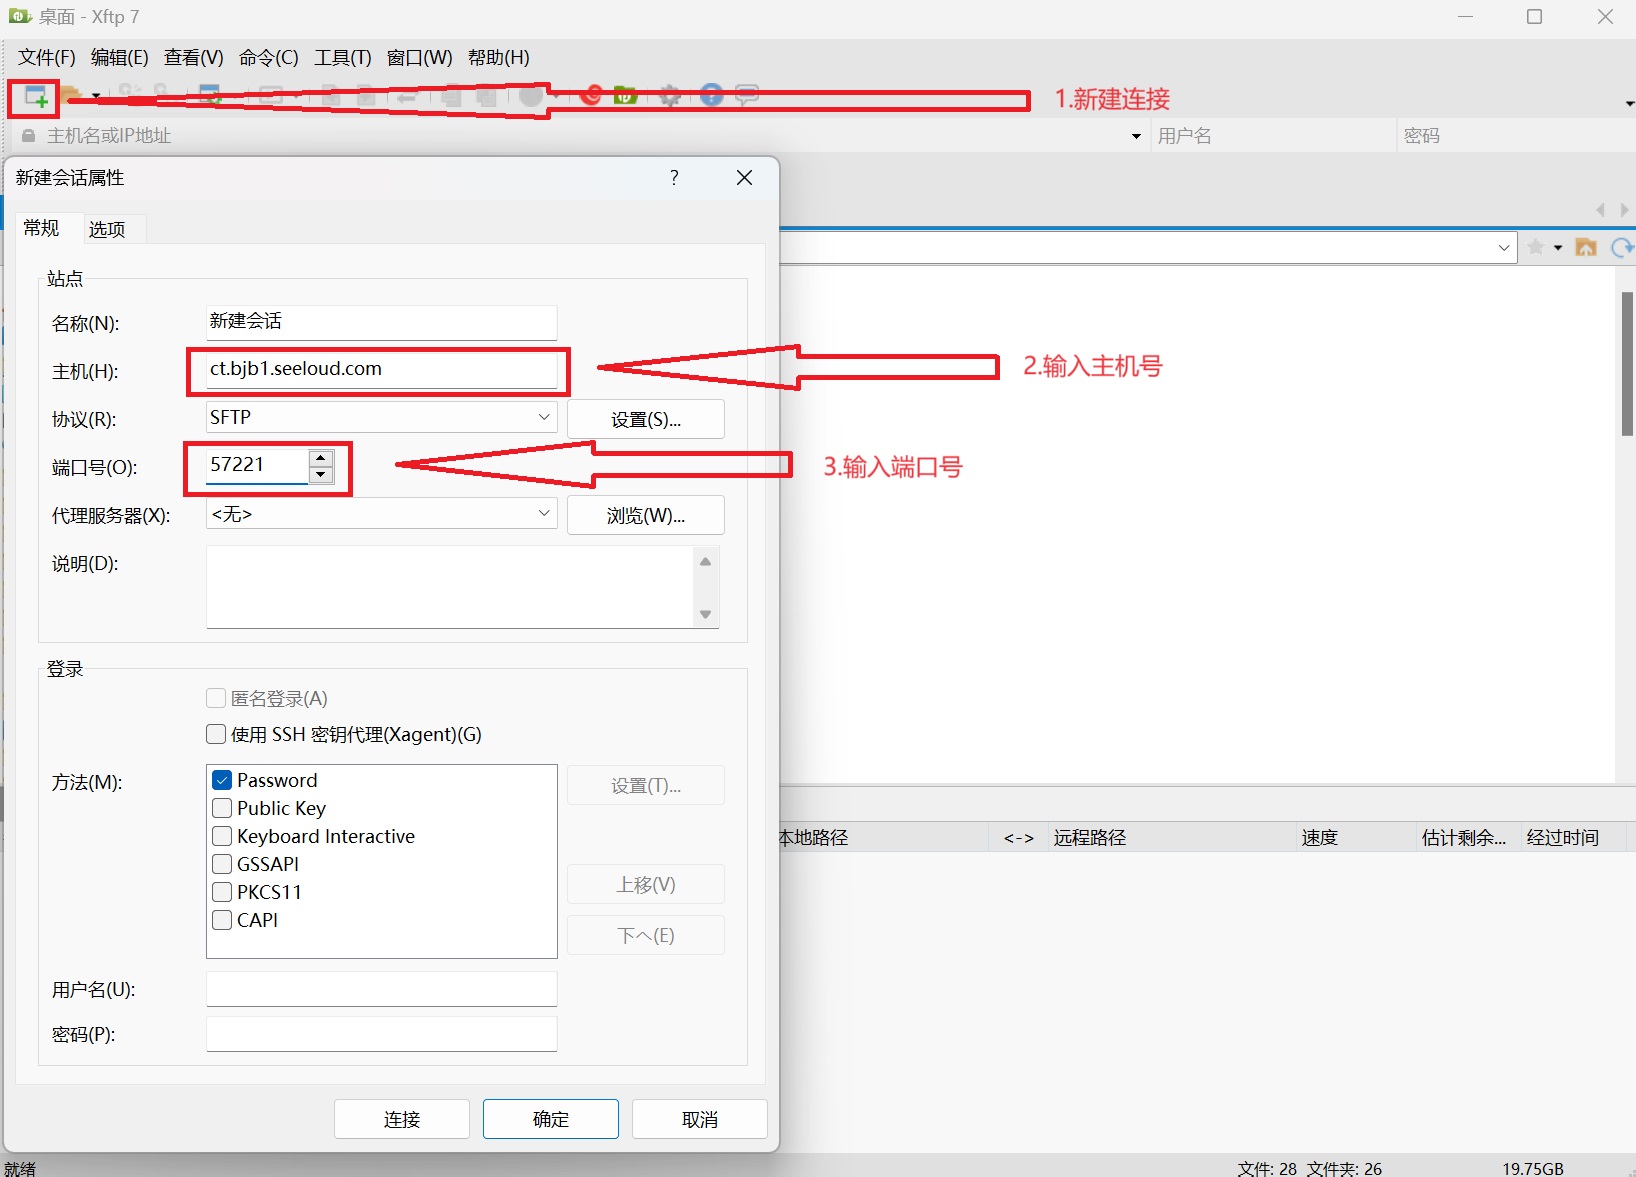 桌面 - Xftp 7
文件(F) 编辑(E) 查看(V) 命令(C) 工具(T) 窗口(W) 帮助(H)
1.新建连接
主机名或IP地址 用户名 密码
新建会话属性 ?
常规 选项
站点
名称(N): 新建会话
主机(H): ct.bjb1.seeloud.com
2.输入主机号
协议(R): SFTP 设置(S)...
端口号(O): 57221
3.输入端口号
代理服务器(X): <无> 浏览(W)...
说明(D):
登录
匿名登录(A)
使用 SSH 密钥代理(Xagent)(G)
方法(M): Password 设置(T)...
Public Key
Keyboard Interactive
GSSAPI
PKCS11
CAPI
上移(V)
下へ(E)
本地路径 <-> 远程路径 速度 估计剩余... 经过时间
用户名(U):
密码(P):
连接 确定 取消
就绪 文件: 28 文件夹: 26 19.75GB